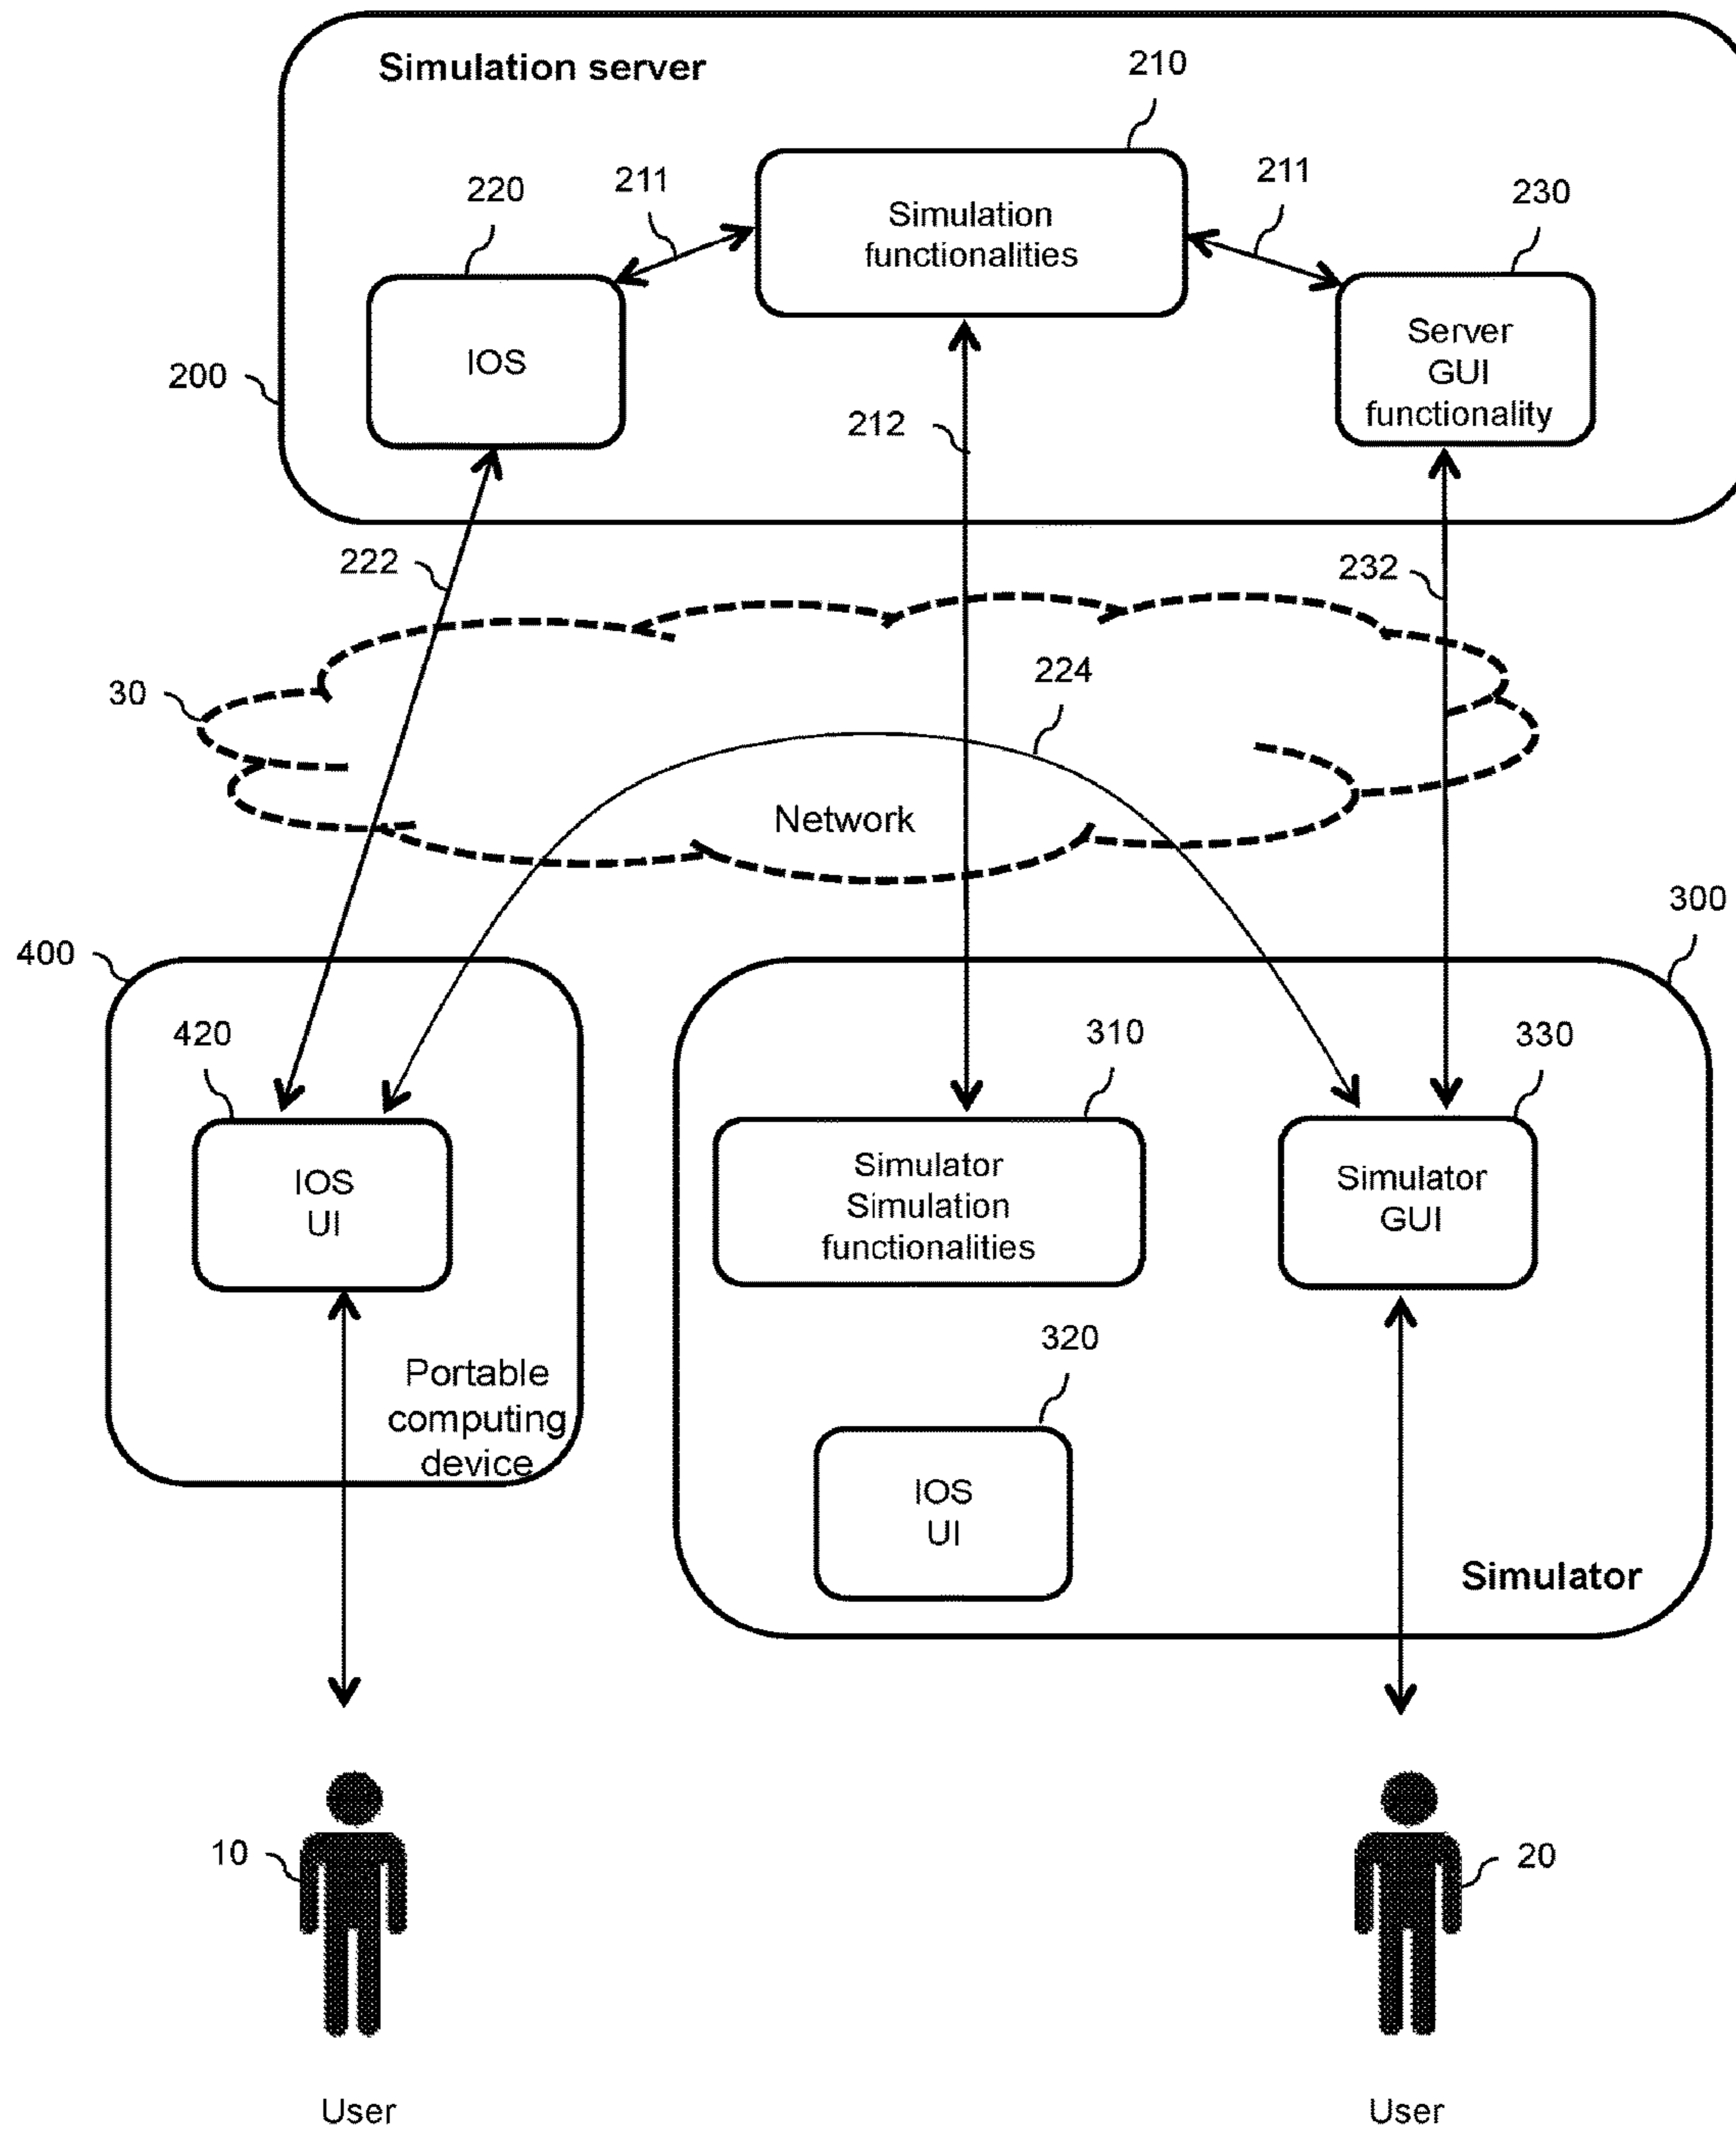 Simulation server
210
220
211
211
230
Simulation
functionalities
IOS
Server
GUI
functionality
200
212
222
232
224
30
Network
300
400
420
310
330
IOS
UI
Simulator
Simulation
functionalities
Simulator
GUI
320
Portable
computing
device
IOS
UI
Simulator
10
20
User
User